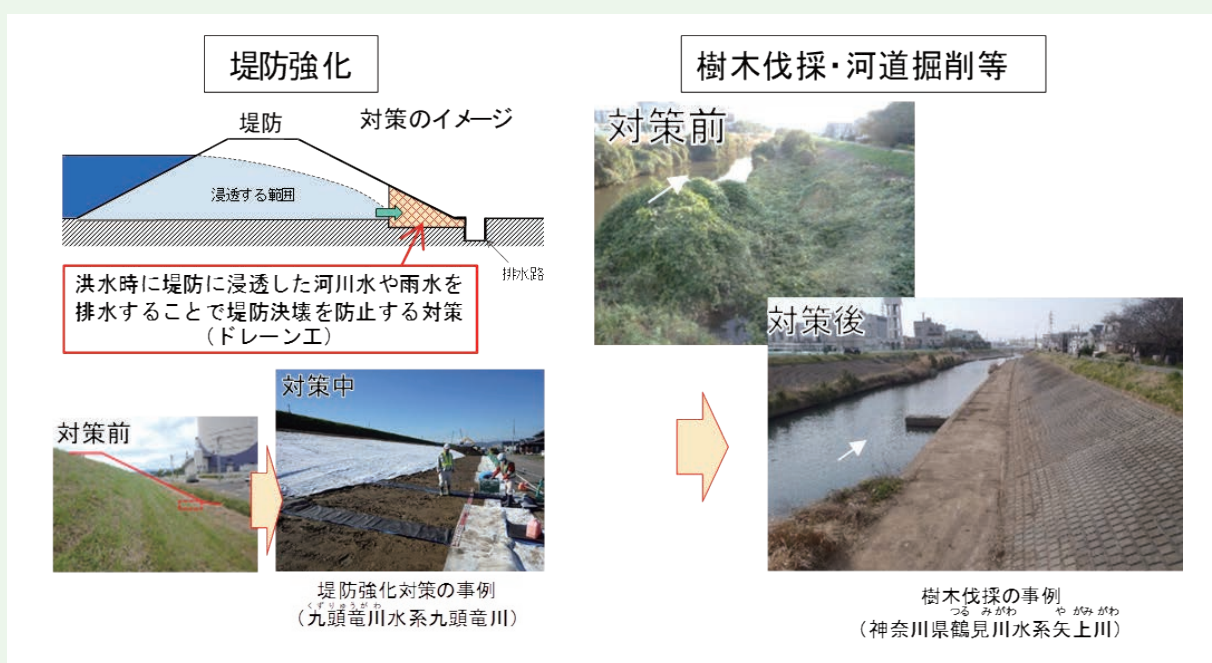 堤防強化
堤防
対策のイメージ
浸透する範囲
排水路
洪水時に堤防に浸透した河川水や雨水を
排水することで堤防決壊を防止する対策
(ドレーン工)
対策前
対策中
堤防強化対策の事例
くずりゅうがわ
(九頭竜川水系九頭竜川)
樹木伐採・河道掘削等
対策前
対策後
樹木伐採の事例
つるみがわ やがみがわ
(神奈川県鶴見川水系矢上川)